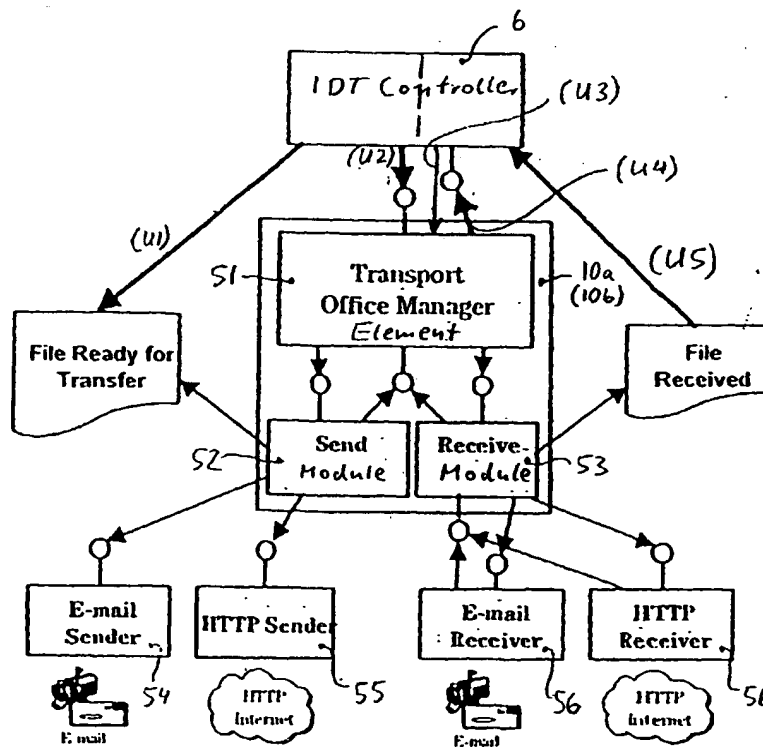 6
IDT Controller
(U3)
(U2)
(U4)
(U1)
(U5)
51
Transport
Office Manager
Element
10a
(10b)
File Ready for
Transfer
File
Received
52
Send
Module
Receive
Module
53
E-mail
Sender
HTTP Sender
E-mail
Receiver
HTTP
Receiver
54
55
56
HTTP
Internet
HTTP
Internet
E-mail
E-mail